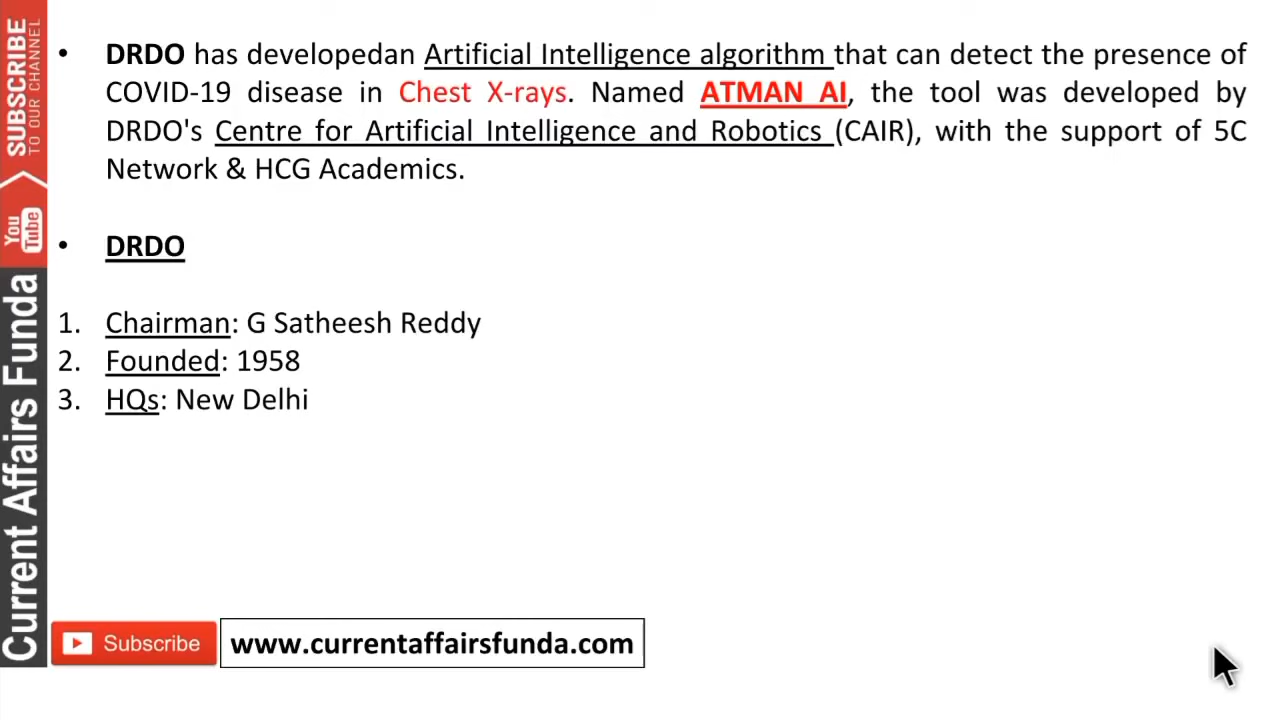 • DRDO has developedan Artificial Intelligence algorithm that can detect the presence of
COVID-19 disease in Chest X-rays. Named ATMAN AI, the tool was developed by
DRDO's Centre for Artificial Intelligence and Robotics (CAIR), with the support of 5C
Network & HCG Academics.
• DRDO
1. Chairman: G Satheesh Reddy
2. Founded: 1958
3. HQs: New Delhi
SUBSCRIBE
TO OUR CHANNEL
You
Tube
Current Affairs Funda
Subscribe
www.currentaffairsfunda.com